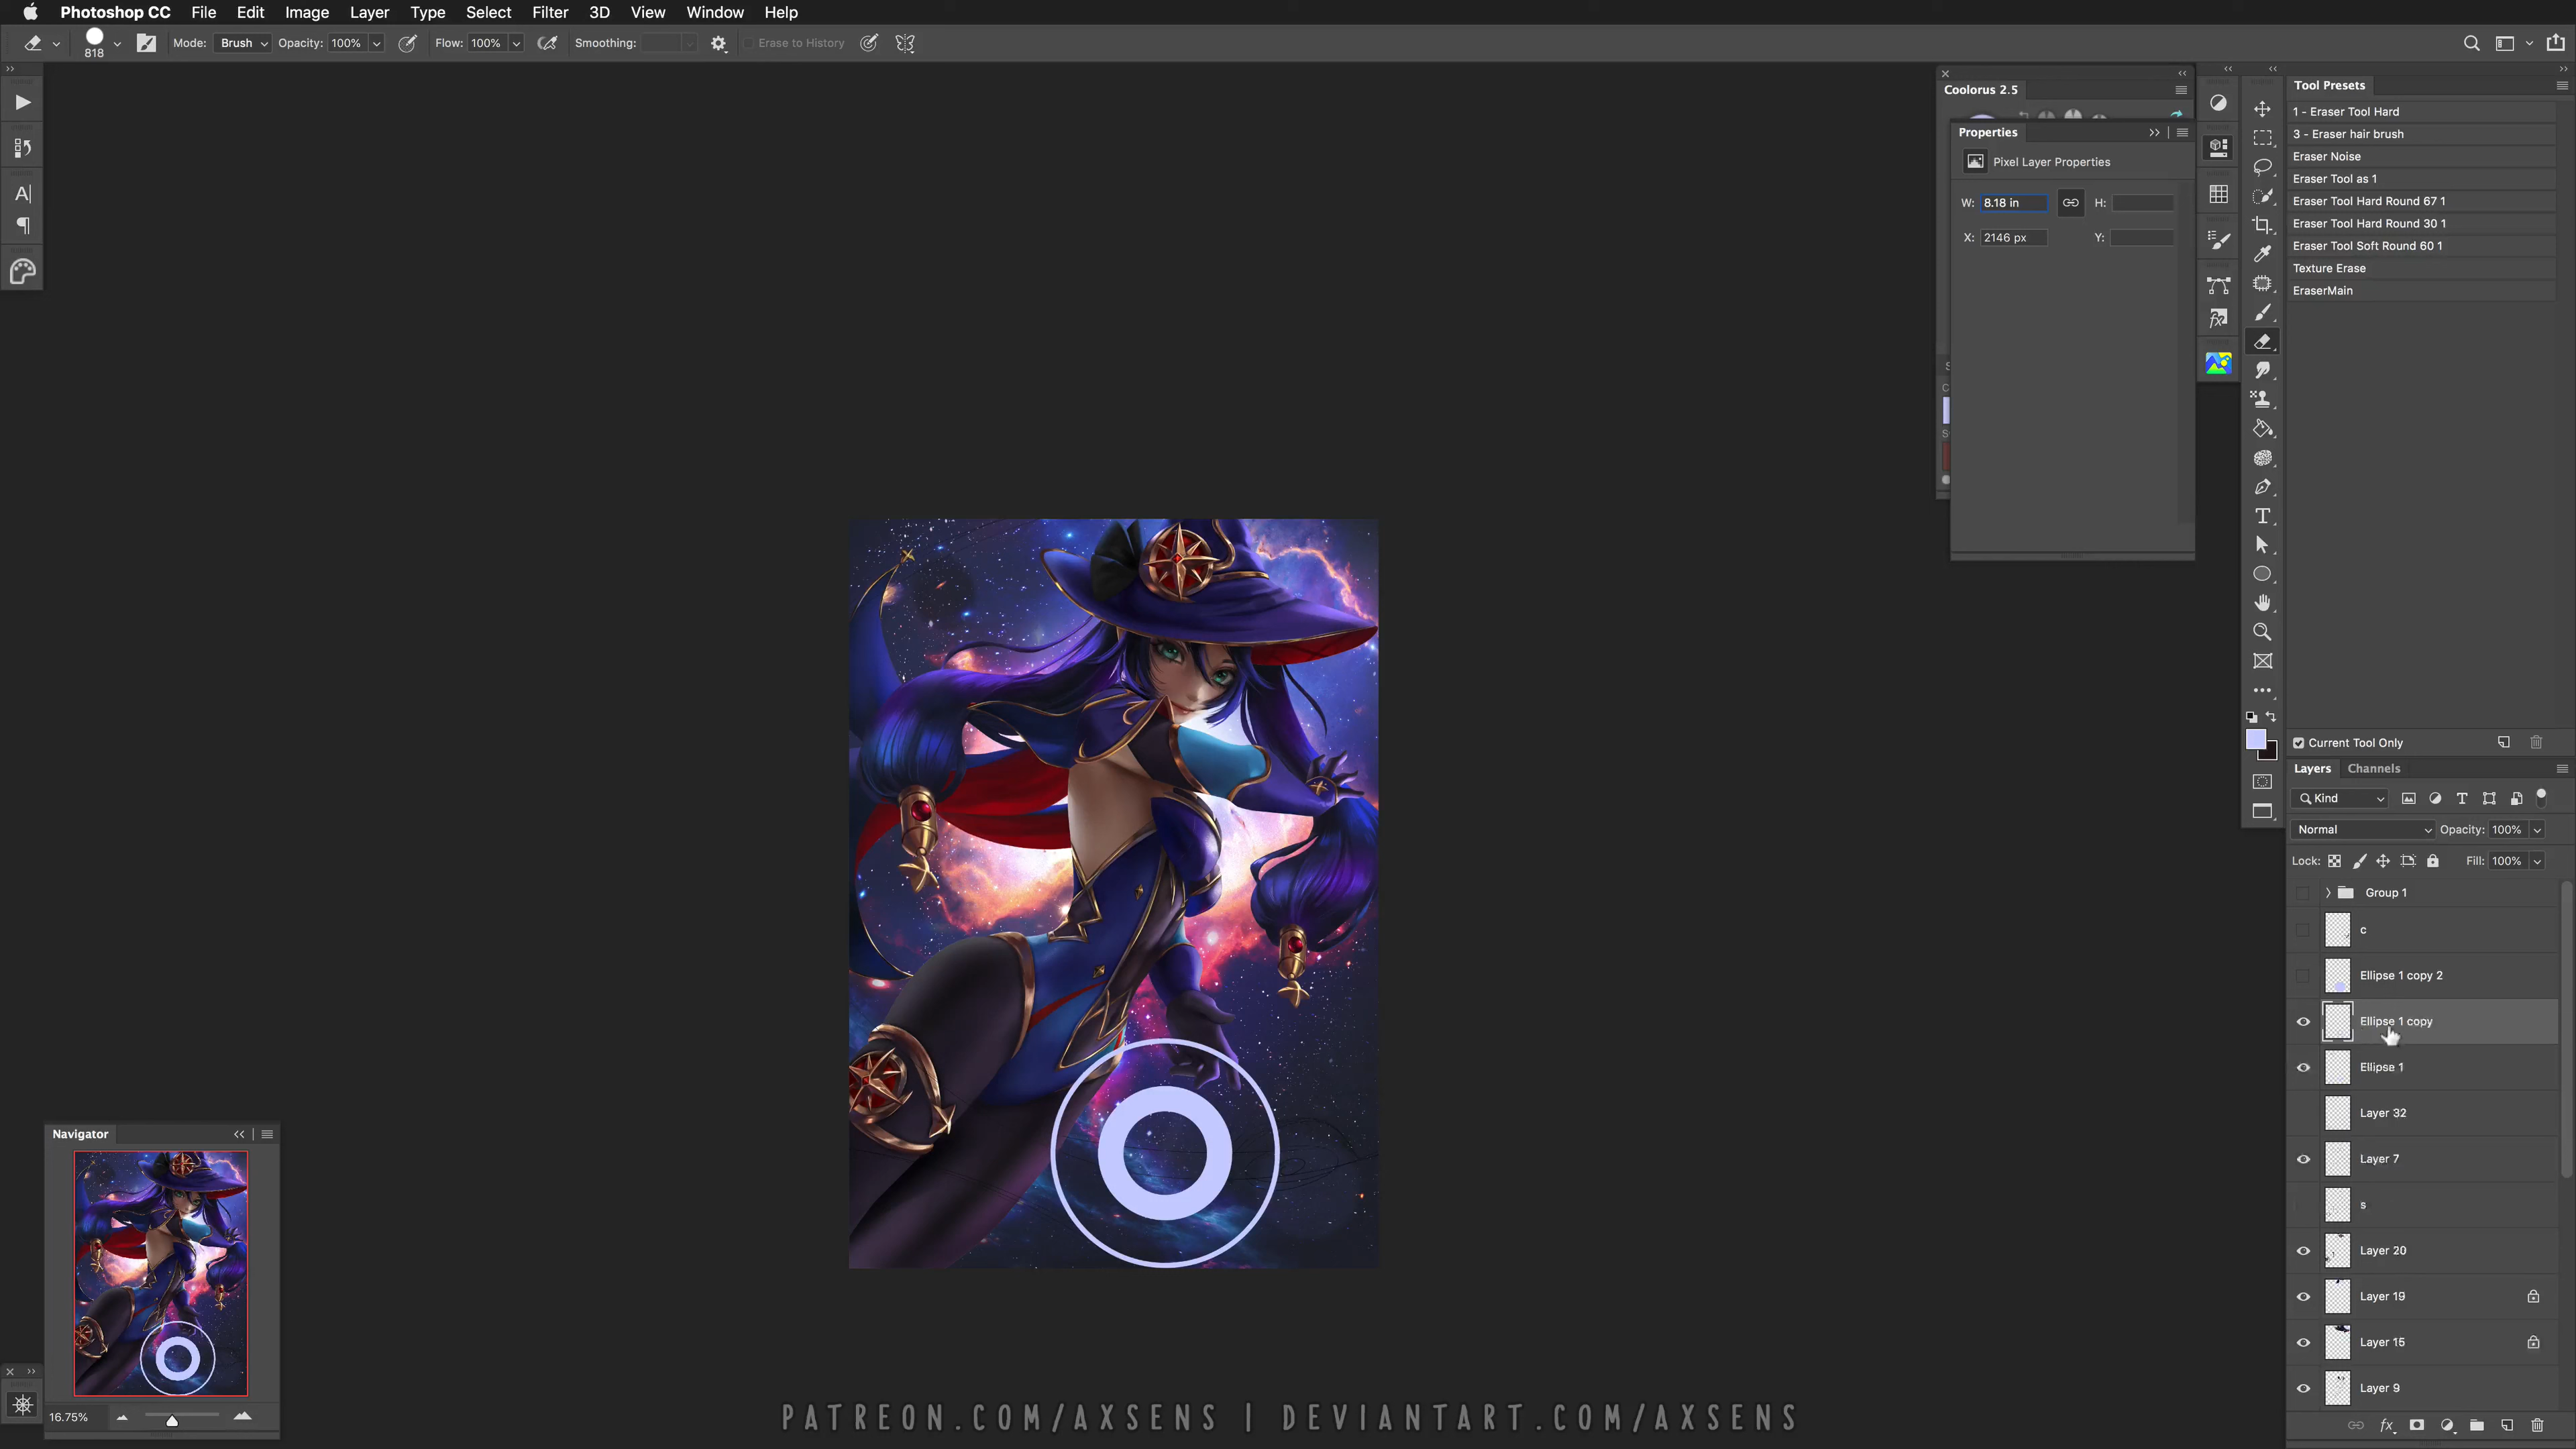 Photoshop CC File Edit Image Layer Type Select Filter 3D View Window Help
818 Mode: Brush Opacity: 100% Flow: 100% Smoothing: Erase to History
Coolorus 2.5
Properties
Pixel Layer Properties
W: 8.18 in H:
X: 2146 px Y:
Tool Presets
1 - Eraser Tool Hard
3 - Eraser hair brush
Eraser Noise
Eraser Tool as 1
Eraser Tool Hard Round 67 1
Eraser Tool Hard Round 30 1
Eraser Tool Soft Round 60 1
Texture Erase
EraserMain
Current Tool Only
Layers Channels
Kind
Normal Opacity: 100%
Lock: Fill: 100%
Group 1
c
Ellipse 1 copy 2
Ellipse 1 copy
Ellipse 1
Layer 32
Layer 7
s
Layer 20
Layer 19
Layer 15
Layer 9
Navigator
16.75%
PATREON.COM/AXSENS | DEVIANTART.COM/AXSENS